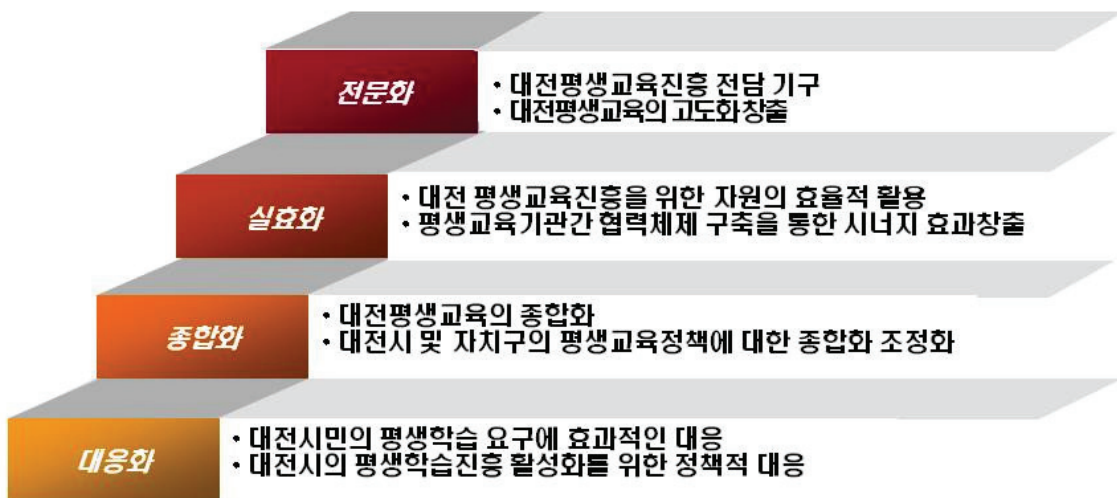 전문화
• 대전평생교육진흥 전담 기구
• 대전평생교육의 고도화창출
실효화
• 대전 평생교육진흥을 위한 자원의 효율적 활용
• 평생교육기관간 협력체제 구축을 통한 시너지 효과창출
종합화
• 대전평생교육의 종합화
• 대전시 및 자치구의 평생교육정책에 대한 종합화 조정화
대응화
• 대전시민의 평생학습 요구에 효과적인 대응
• 대전시의 평생학습진흥 활성화를 위한 정책적 대응